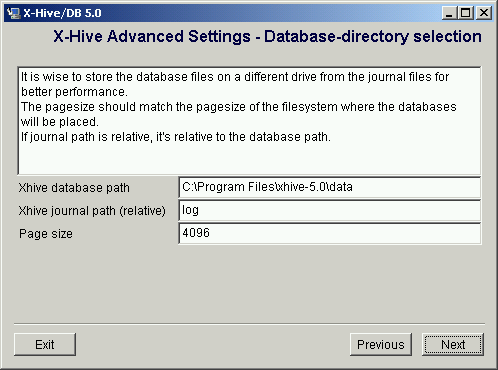 X-Hive/DB 5.0
X-Hive Advanced Settings - Database-directory selection
It is wise to store the database files on a different drive from the journal files for
better performance.
The pagesize should match the pagesize of the filesystem where the databases
will be placed.
If journal path is relative, it's relative to the database path.
Xhive database path C:\Program Files\xhive-5.0\data
Xhive journal path (relative) log
Page size 4096
Exit Previous Next